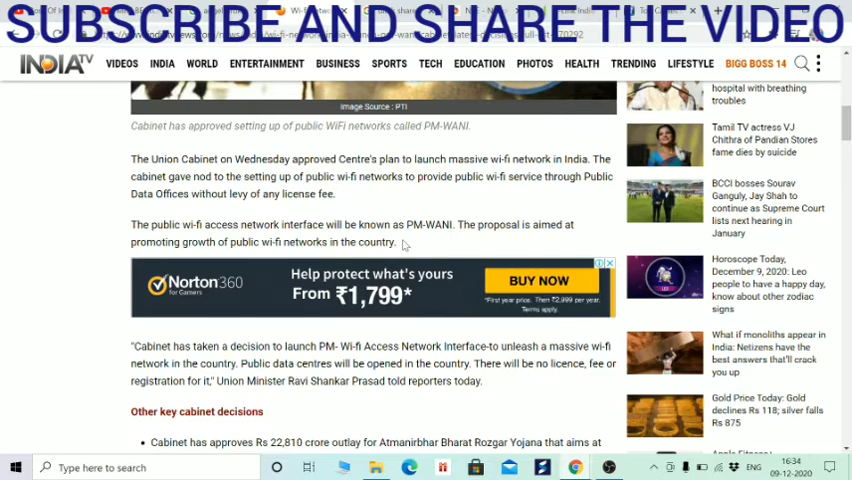 SUBSCRIBE AND SHARE THE VIDEO
INDIA TV
VIDEOS INDIA WORLD ENTERTAINMENT BUSINESS SPORTS TECH EDUCATION PHOTOS HEALTH TRENDING LIFESTYLE BIGG BOSS 14
Image Source : PTI
Cabinet has approved setting up of public WiFi networks called PM-WANI.
The Union Cabinet on Wednesday approved Centre's plan to launch massive wi-fi network in India. The
cabinet gave nod to the setting up of public wi-fi networks to provide public wi-fi service through Public
Data Offices without levy of any license fee.
The public wi-fi access network interface will be known as PM-WANI. The proposal is aimed at
promoting growth of public wi-fi networks in the country.
Norton360
for Gamers
Help protect what's yours
From ₹1,799*
BUY NOW
*First year price. Then ₹2,999 per year.
Terms apply.
"Cabinet has taken a decision to launch PM- Wi-fi Access Network Interface-to unleash a massive wi-fi
network in the country. Public data centres will be opened in the country. There will be no licence, fee or
registration for it," Union Minister Ravi Shankar Prasad told reporters today.
Other key cabinet decisions
• Cabinet has approves Rs 22,810 crore outlay for Atmanirbhar Bharat Rozgar Yojana that aims at
hospital with breathing
troubles
Tamil TV actress VJ
Chithra of Pandian Stores
fame dies by suicide
BCCI bosses Sourav
Ganguly, Jay Shah to
continue as Supreme Court
lists next hearing in
January
Horoscope Today,
December 9, 2020: Leo
people to have a happy day,
know about other zodiac
signs
What if monoliths appear in
India: Netizens have the
best answers that'll crack
you up
Gold Price Today: Gold
declines Rs 118; silver falls
Rs 875
Type here to search
ENG
16:34
09-12-2020